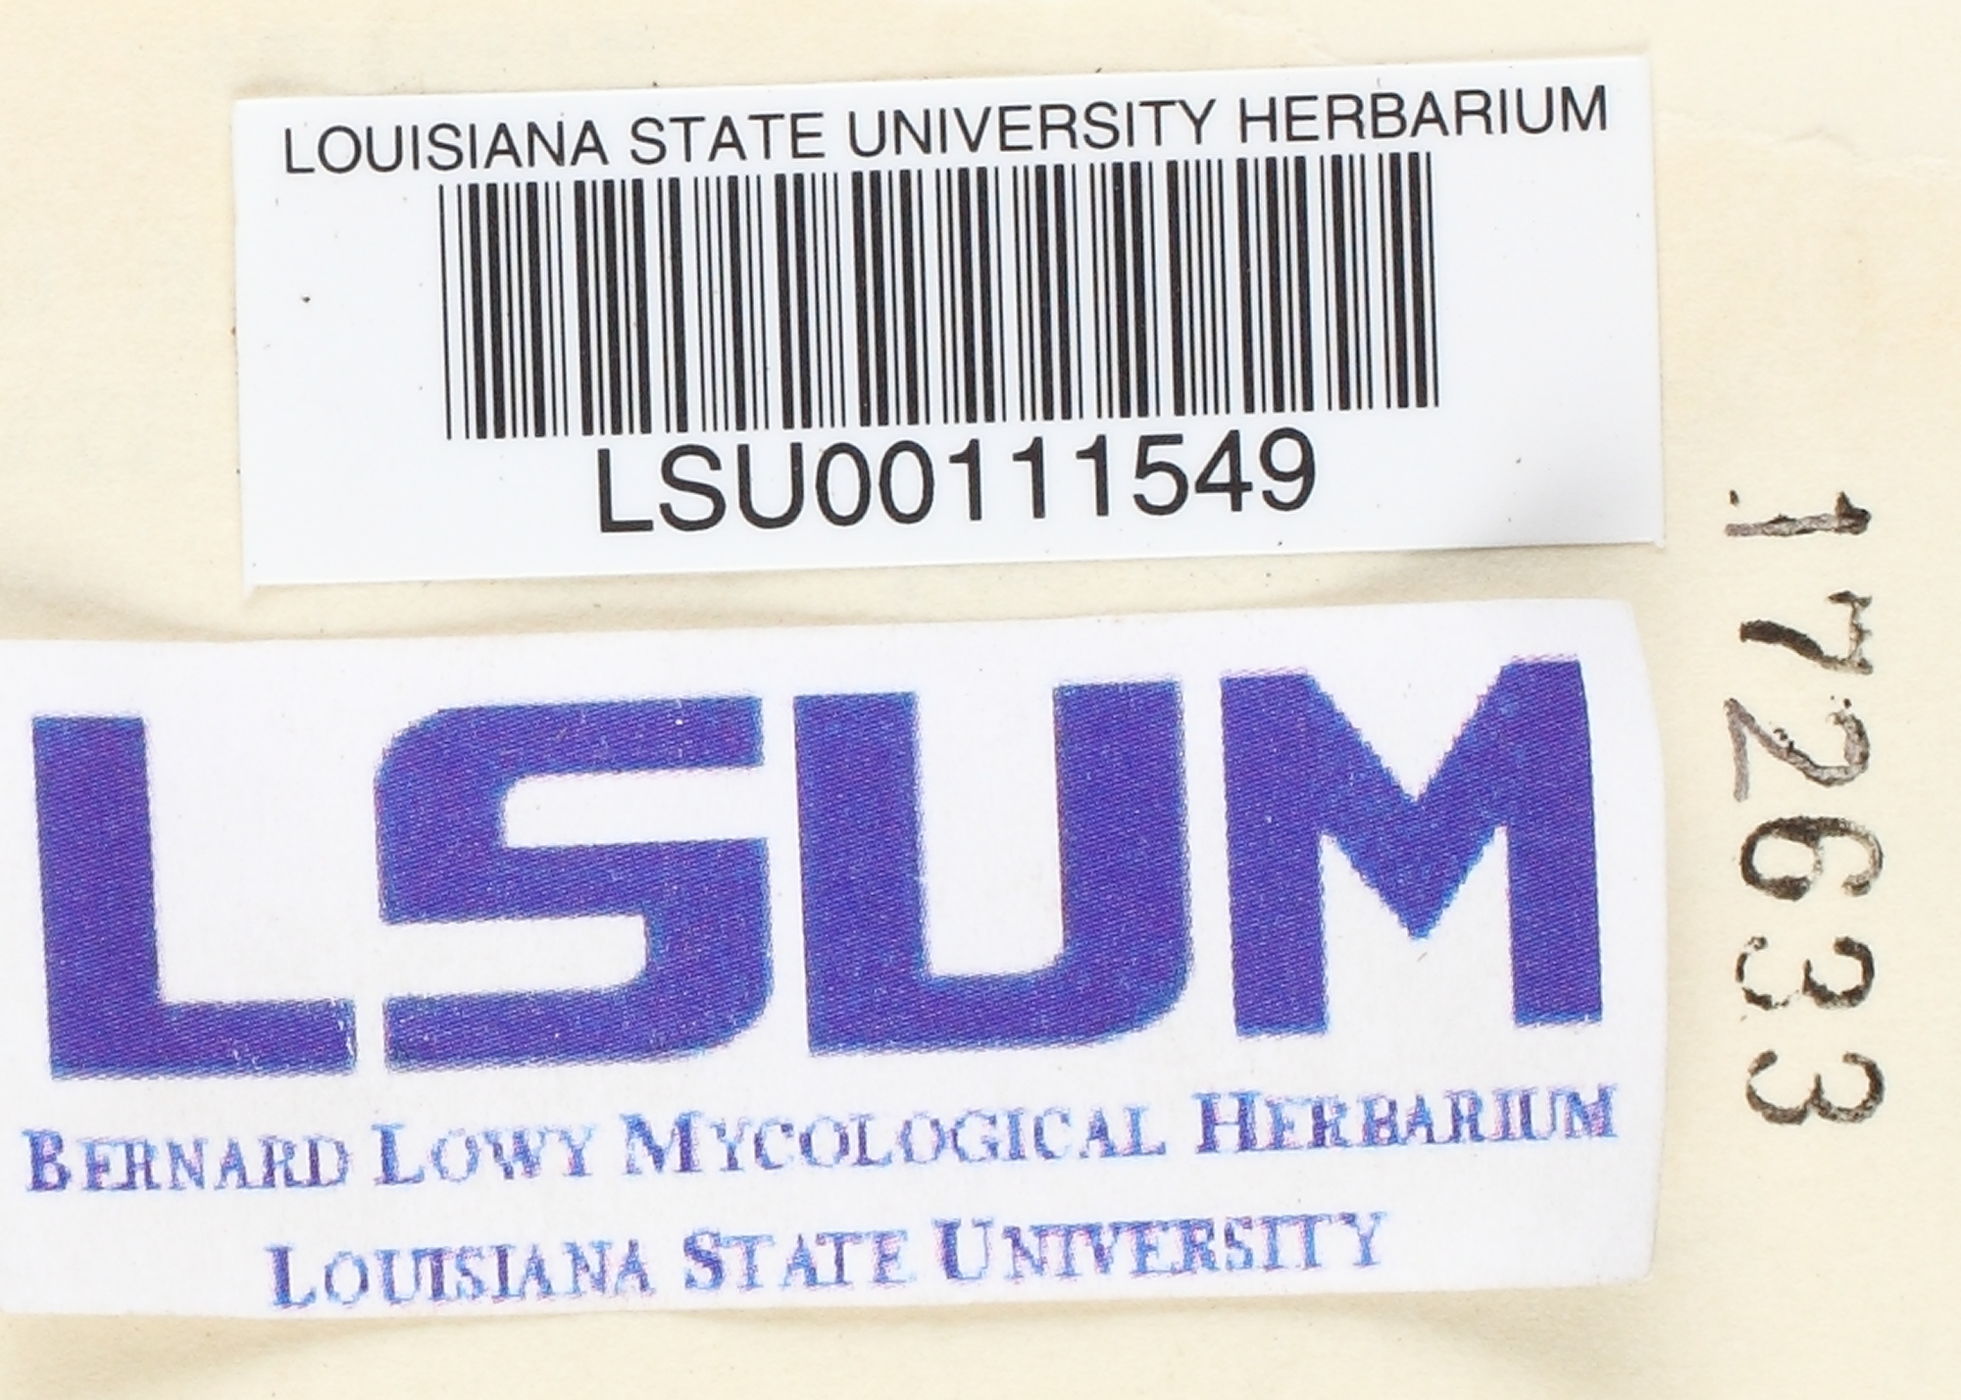 LOUISIANA STATE UNIVERSITY HERBARIUM
LSU00111549
LSUM
BERNARD LOWY MYCOLOGICAL HERBARIUM
LOUISIANA STATE UNIVERSITY
172633